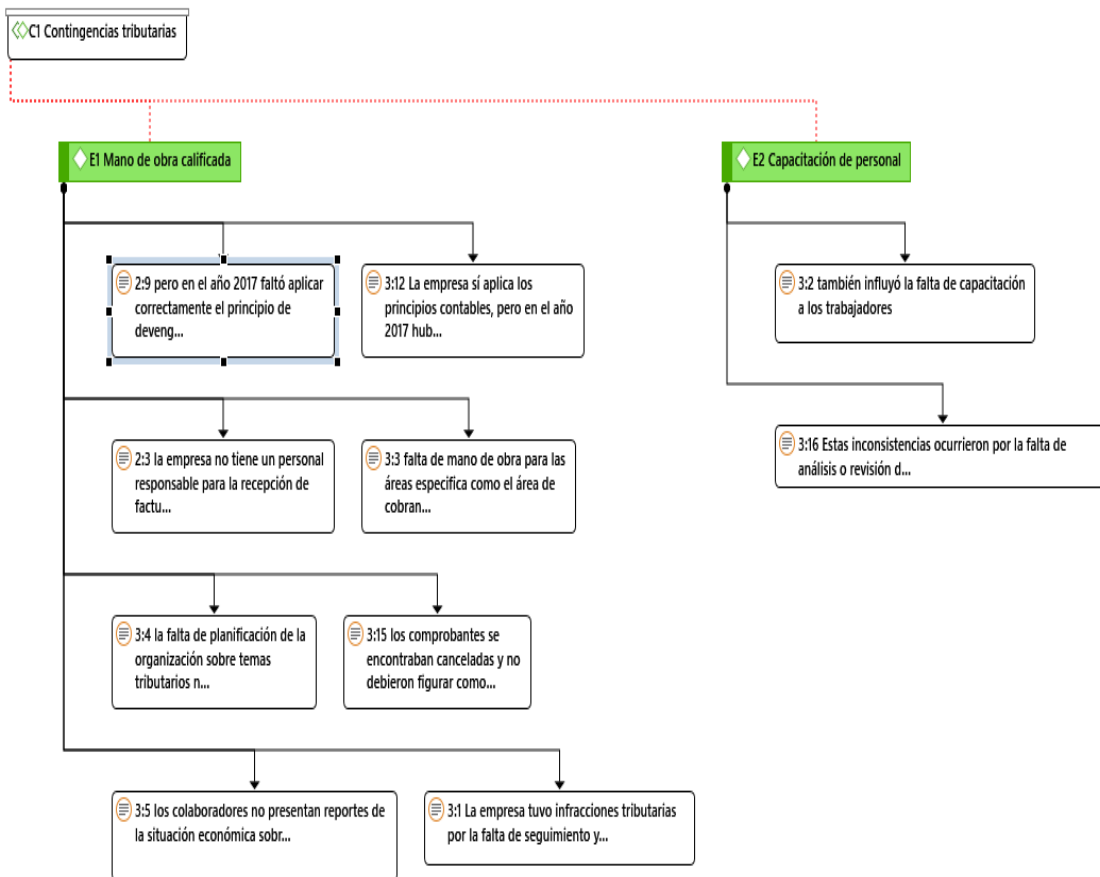 C1 Contingencias tributarias
E1 Mano de obra calificada
E2 Capacitación de personal
2:9 pero en el año 2017 faltó aplicar
correctamente el principio de
deveng...
3:12 La empresa sí aplica los
principios contables, pero en el año
2017 hub...
3:2 también influyó la falta de capacitación
a los trabajadores
2:3 la empresa no tiene un personal
responsable para la recepción de
factu...
3:3 falta de mano de obra para las
áreas especifica como el área de
cobran...
3:16 Estas inconsistencias ocurrieron por la falta de
análisis o revisión d...
3:4 la falta de planificación de la
organización sobre temas
tributarios n...
3:15 los comprobantes se
encontraban canceladas y no
debieron figurar como...
3:5 los colaboradores no presentan reportes de
la situación económica sobr...
3:1 La empresa tuvo infracciones tributarias
por la falta de seguimiento y...